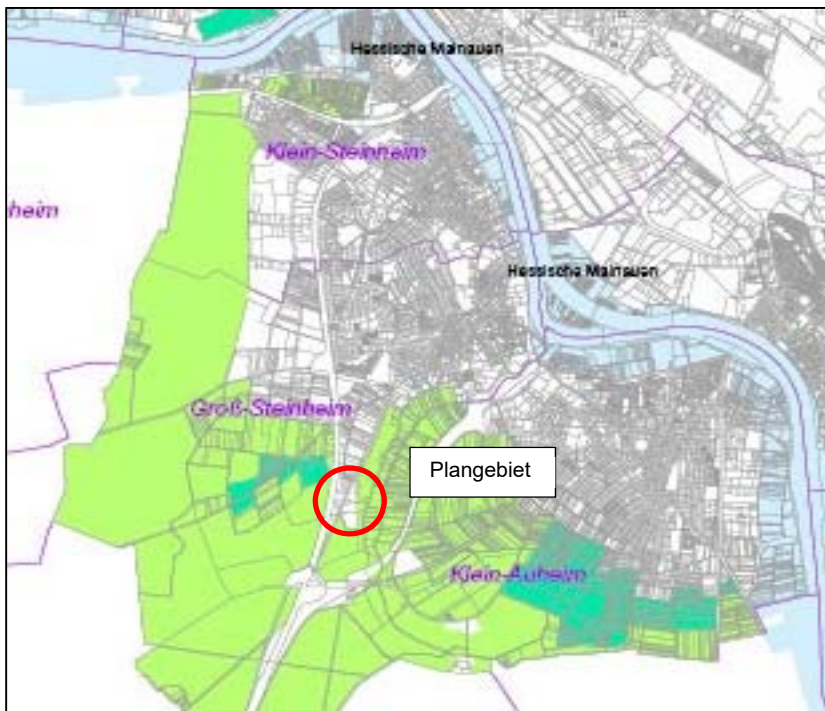 Hessische Mainauen
Klein-Steinheim
heim
Hessische Mainauen
Groß-Steinheim
Plangebiet
Klein-Auheim